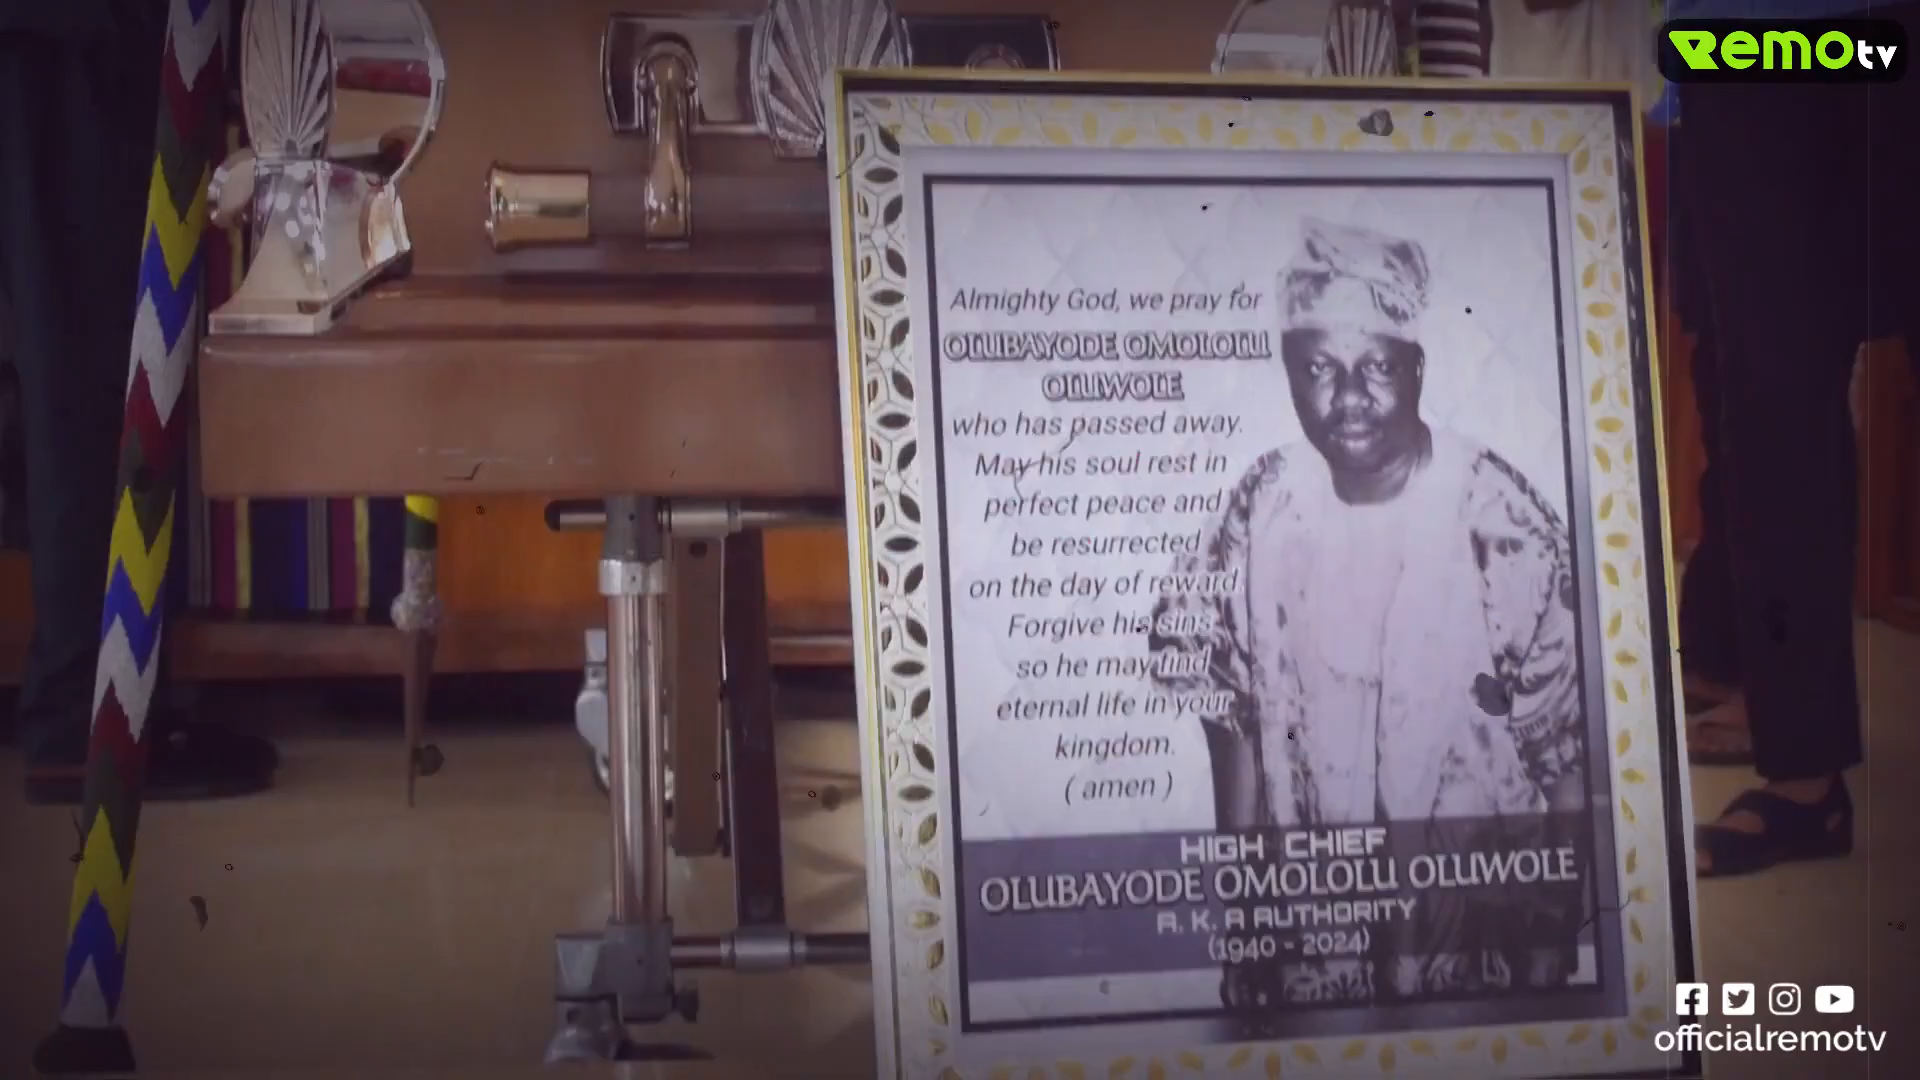 Remo tv
Almighty God, we pray for
OLUBAYODE OMOLOLU
OLUWOLE
who has passed away.
May his soul rest in
perfect peace and
be resurrected
on the day of reward.
Forgive his sins
so he may find
eternal life in your
kingdom.
( amen )
HIGH CHIEF
OLUBAYODE OMOLOLU OLUWOLE
A. K. A AUTHORITY
(1940 - 2024)
officialremotv